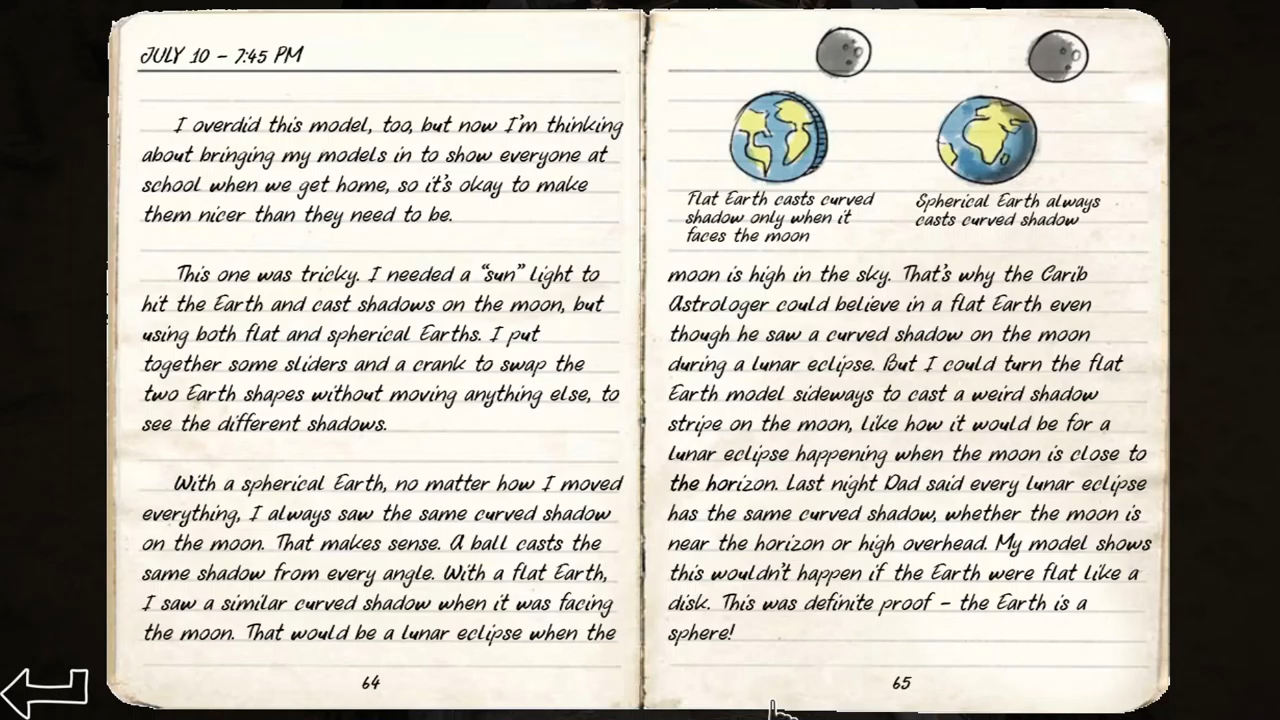 JULY 10 - 7:45 PM
I overdid this model, too, but now I'm thinking
about bringing my models in to show everyone at
school when we get home, so it's okay to make
them nicer than they need to be.
This one was tricky. I needed a "sun" light to
hit the Earth and cast shadows on the moon, but
using both flat and spherical Earths. I put
together some sliders and a crank to swap the
two Earth shapes without moving anything else, to
see the different shadows.
With a spherical Earth, no matter how I moved
everything, I always saw the same curved shadow
on the moon. That makes sense. A ball casts the
same shadow from every angle. With a flat Earth,
I saw a similar curved shadow when it was facing
the moon. That would be a lunar eclipse when the
64
Flat Earth casts curved
shadow only when it
faces the moon
Spherical Earth always
casts curved shadow
moon is high in the sky. That's why the Carib
Astrologer could believe in a flat Earth even
though he saw a curved shadow on the moon
during a lunar eclipse. But I could turn the flat
Earth model sideways to cast a weird shadow
stripe on the moon, like how it would be for a
lunar eclipse happening when the moon is close to
the horizon. Last night Dad said every lunar eclipse
has the same curved shadow, whether the moon is
near the horizon or high overhead. My model shows
this wouldn't happen if the Earth were flat like a
disk. This was definite proof - the Earth is a
sphere!
65